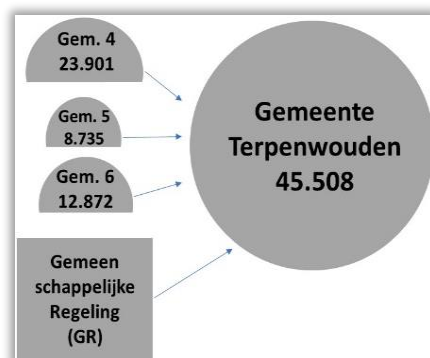 Gem. 4
23.901
Gem. 5
8.735
Gem. 6
12.872
Gemeen
schappelijke
Regeling
(GR)
Gemeente
Terpenwouden
45.508